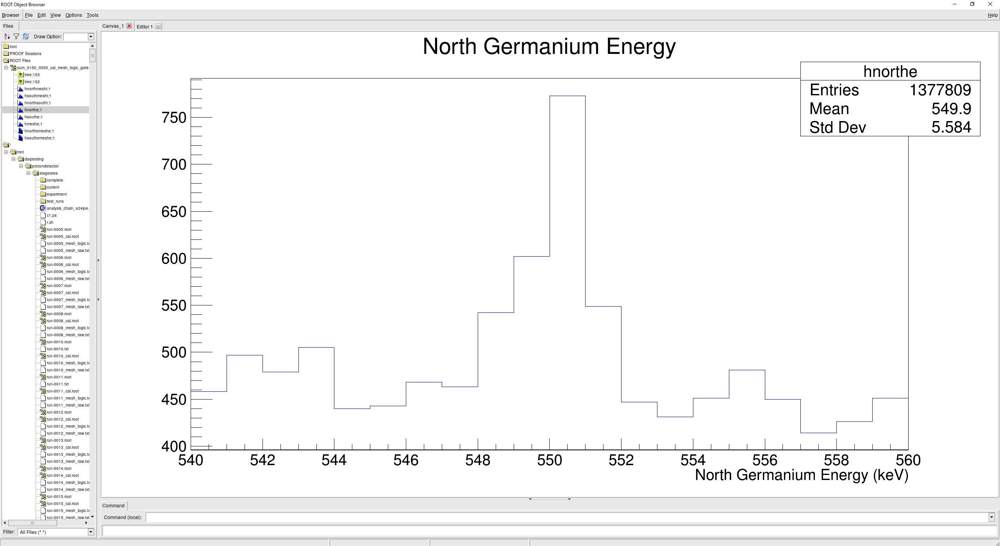 ROOT Object Browser
Browser File Edit View Options Tools Help
Files
Draw Option:
root
PROOF Sessions
ROOT Files
sum_0150_0555_cal_mesh_logic_gate.
tree;153
tree;152
hnorthmesht;1
hsouthmesht;1
hnorthsoutht;1
hnorthe;1
hsouthe;1
hmeshe;1
hnorthemeshe;1
hsouthemeshe;1
/
mnt
daqtesting
protondetector
stagearea
complete
current
experiment
test_runs
analysis_chain_e24joe.
c1.ps
r.sh
run-0005.root
run-0005_cal.root
run-0005_mesh_logic.tx
run-0005_mesh_raw.txt
run-0006.root
run-0006_cal.root
run-0006_mesh_logic.tx
run-0006_mesh_raw.txt
run-0007.root
run-0007_cal.root
run-0007_mesh_logic.tx
run-0007_mesh_raw.txt
run-0008.root
run-0008_cal.root
run-0008_mesh_logic.tx
run-0008_mesh_raw.txt
run-0010.root
run-0010.txt
run-0010_cal.root
run-0010_mesh_logic.tx
run-0010_mesh_raw.txt
run-0011.root
run-0011.txt
run-0011_cal.root
run-0011_mesh_logic.tx
run-0011_mesh_raw.txt
run-0012.root
run-0012_cal.root
run-0012_mesh_logic.tx
run-0012_mesh_raw.txt
run-0013.root
run-0013_cal.root
run-0013_mesh_logic.tx
run-0013_mesh_raw.txt
run-0014.root
run-0014_cal.root
run-0014_mesh_logic.tx
run-0014_mesh_raw.txt
run-0015.root
run-0015_cal.root
run-0015_mesh_logic.tx
run-0015_mesh_raw.txt
Filter: All Files (*.*)
Canvas_1 Editor 1
North Germanium Energy
hnorthe
Entries 1377809
Mean 549.9
Std Dev 5.584
750
700
650
600
550
500
450
400
540 542 544 546 548 550 552 554 556 558 560
North Germanium Energy (keV)
Command
Command (local):